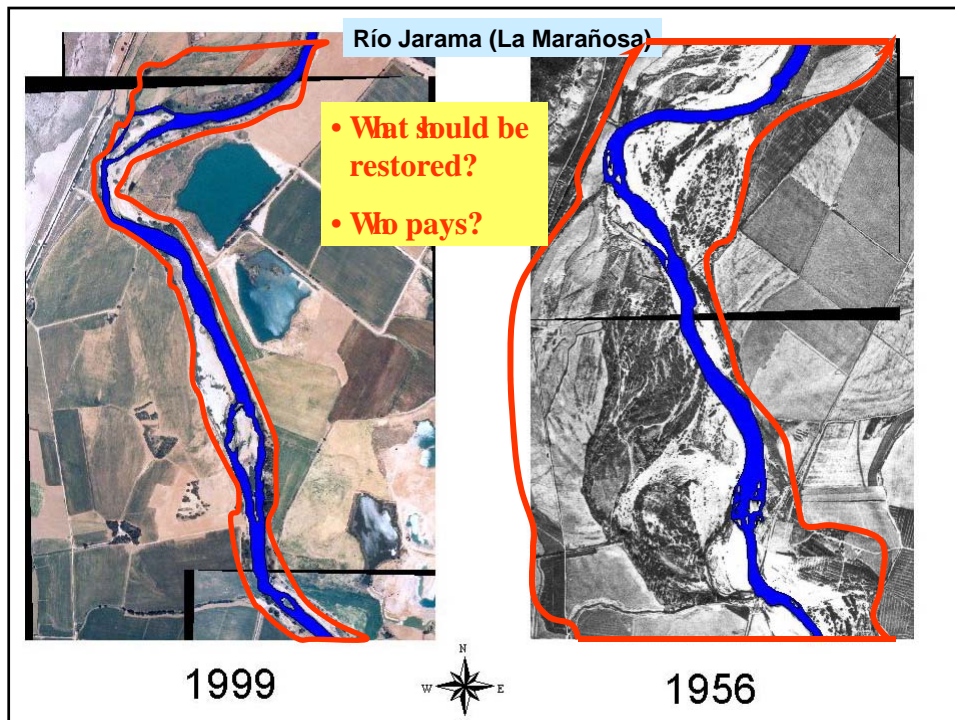 Río Jarama (La Marañosa)
• What should be
restored?
• Who pays?
1999
N
W E
S
1956